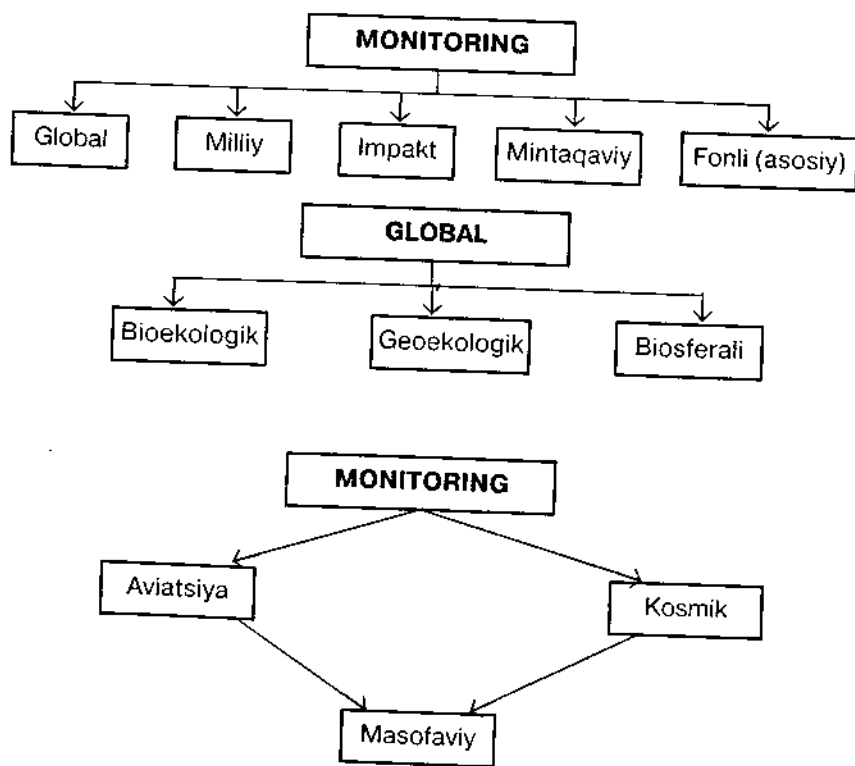 MONITORING
Global
Milliy
Impakt
Mintaqaviy
Fonli (asosiy)
GLOBAL
Bioekologik
Geoekologik
Biosferali
MONITORING
Aviatsiya
Kosmik
Masofaviy